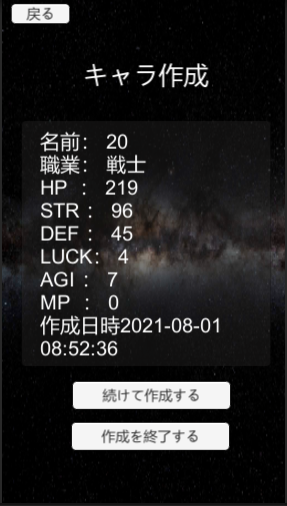 戻る
キャラ作成
名前： 20
職業： 戦士
HP ： 219
STR ： 96
DEF ： 45
LUCK： 4
AGI ： 7
MP ： 0
作成日時2021-08-01
08:52:36
続けて作成する
作成を終了する